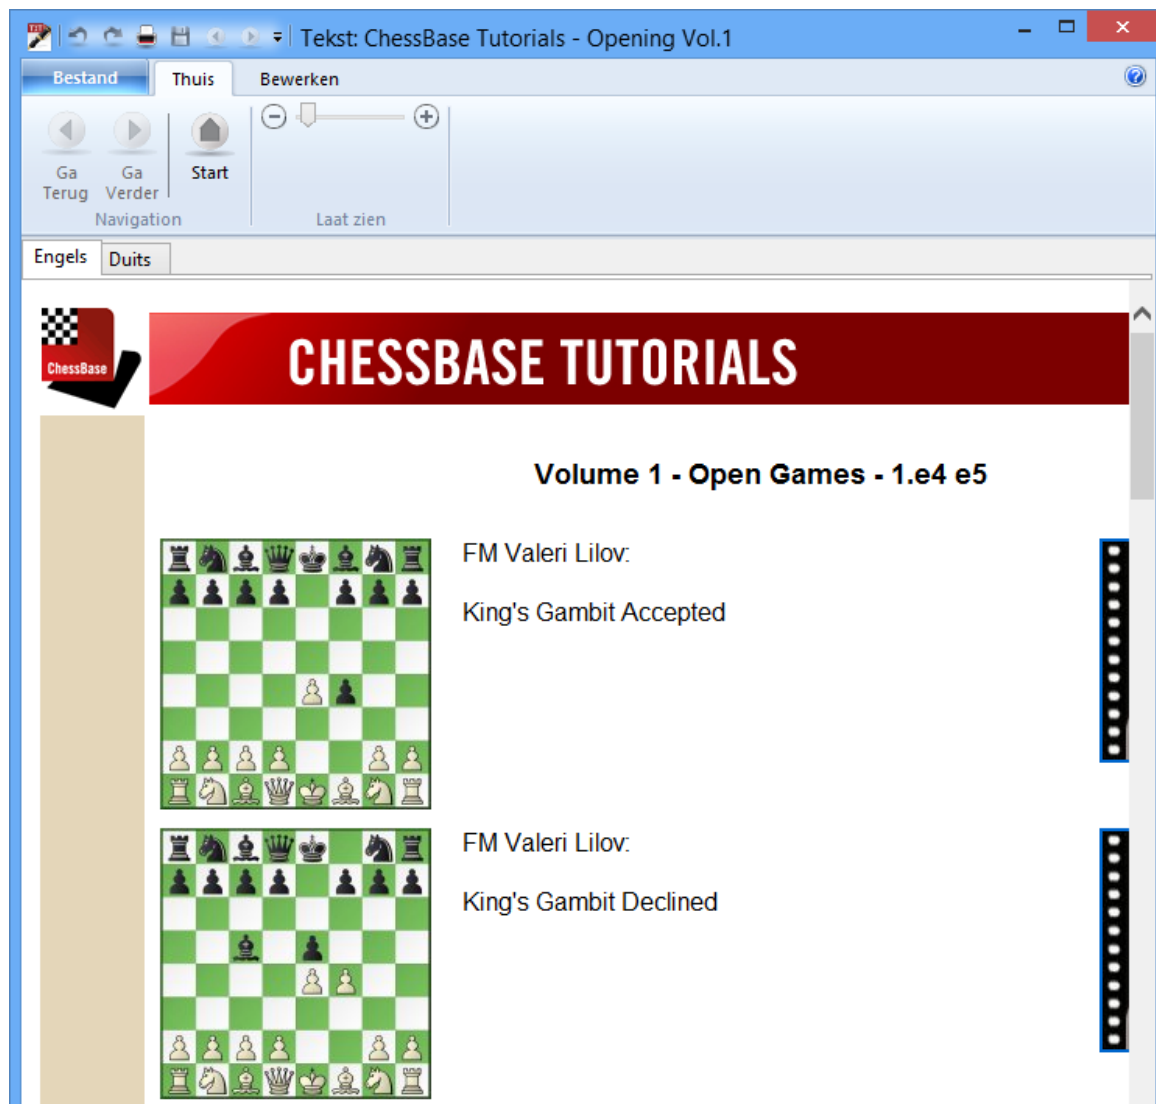 Tekst: ChessBase Tutorials - Opening Vol.1
Bestand
Thuis
Bewerken
Ga Terug
Ga Verder
Start
Navigation
Laat zien
Engels
Duits
ChessBase
CHESSBASE TUTORIALS
Volume 1 - Open Games - 1.e4 e5
FM Valeri Lilov:
King's Gambit Accepted
FM Valeri Lilov:
King's Gambit Declined